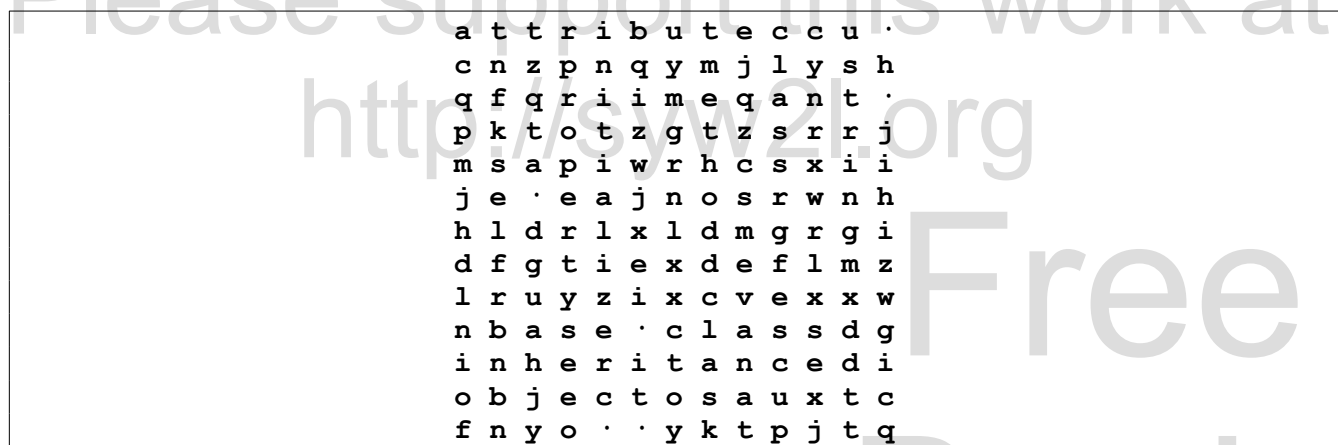 Please support this work at
http://syw2l.org
Free
a t t r i b u t e c c u ·
c n z p n q y m j l y s h
q f q r i i m e q a n t ·
p k t o t z g t z s r r j
m s a p i w r h c s x i i
j e · e a j n o s r w n h
h l d r l x l d m g r g i
d f g t i e x d e f l m z
l r u y z i x c v e x x w
n b a s e · c l a s s d g
i n h e r i t a n c e d i
o b j e c t o s a u x t c
f n y o · · y k t p j t q